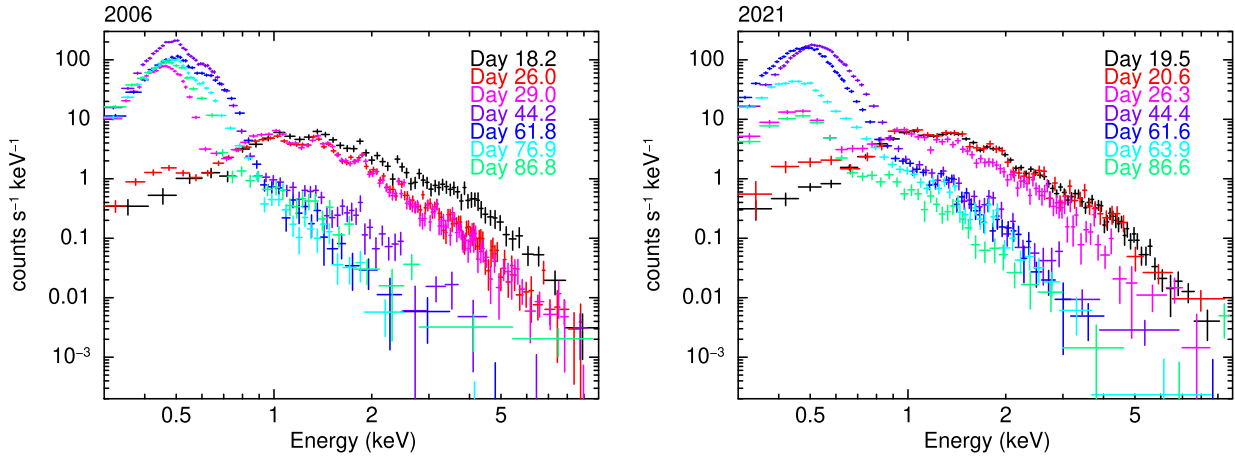 2006
100
10
1
0.1
0.01
10⁻³
counts s⁻¹ keV⁻¹
Day 18.2
Day 26.0
Day 29.0
Day 44.2
Day 61.8
Day 76.9
Day 86.8
0.5 1 2 5
Energy (keV)
2021
100
10
1
0.1
0.01
10⁻³
counts s⁻¹ keV⁻¹
Day 19.5
Day 20.6
Day 26.3
Day 44.4
Day 61.6
Day 63.9
Day 86.6
0.5 1 2 5
Energy (keV)